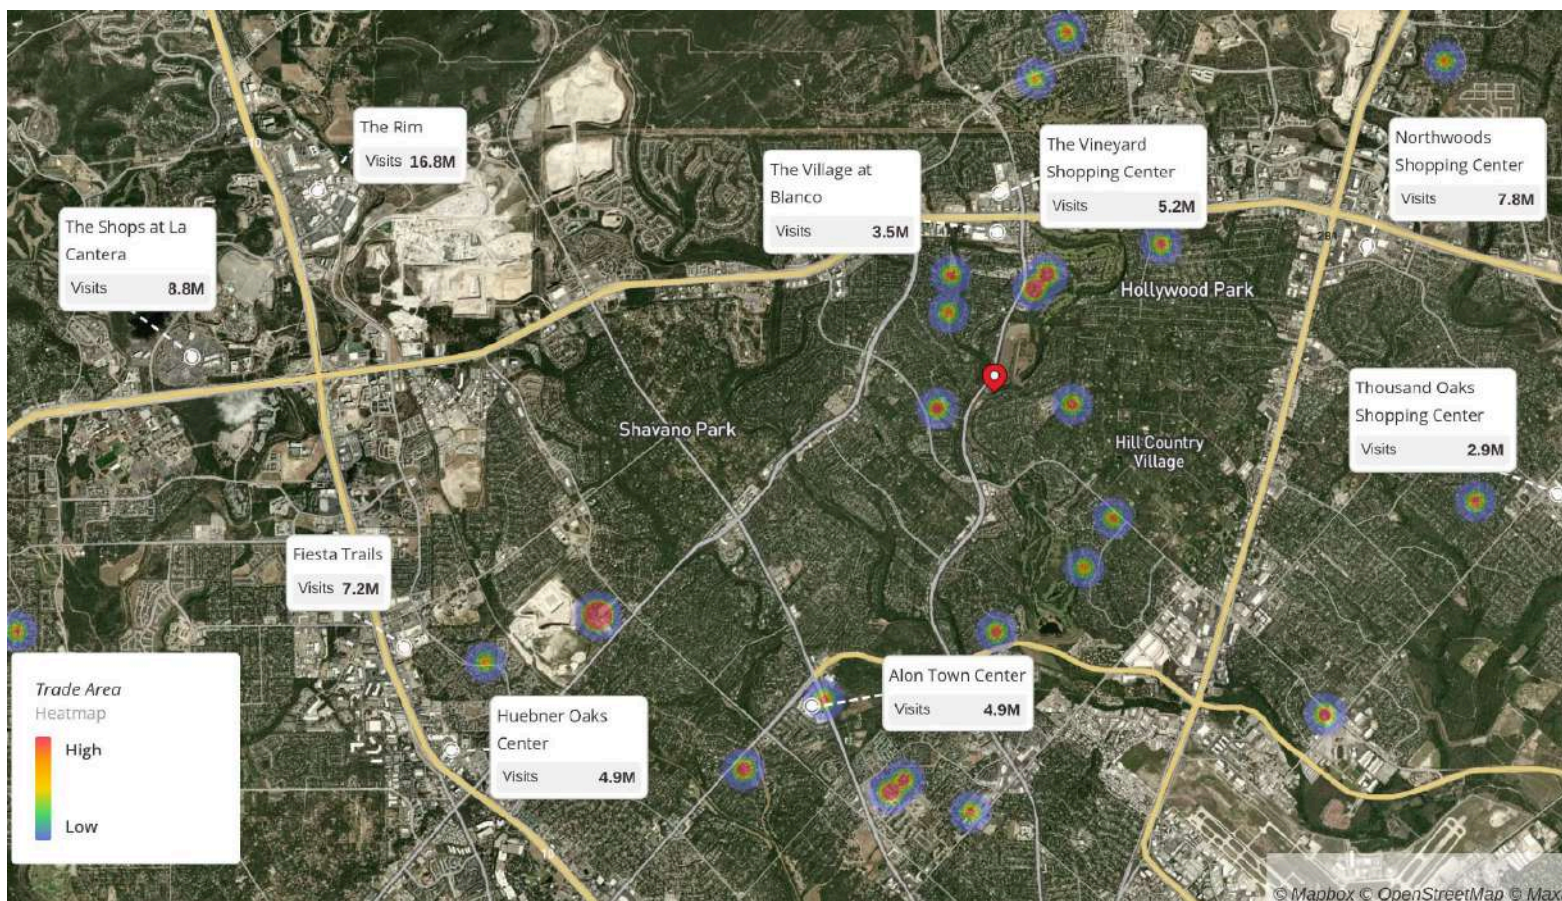 The Rim
Visits 16.8M
The Shops at La
Cantera
Visits 8.8M
The Village at
Blanco
Visits 3.5M
The Vineyard
Shopping Center
Visits 5.2M
Northwoods
Shopping Center
Visits 7.8M
281
Hollywood Park
Shavano Park
Hill Country
Village
Thousand Oaks
Shopping Center
Visits 2.9M
Fiesta Trails
Visits 7.2M
Alon Town Center
Visits 4.9M
Huebner Oaks
Center
Visits 4.9M
10
Trade Area
Heatmap
High
Low
© Mapbox © OpenStreetMap © Max